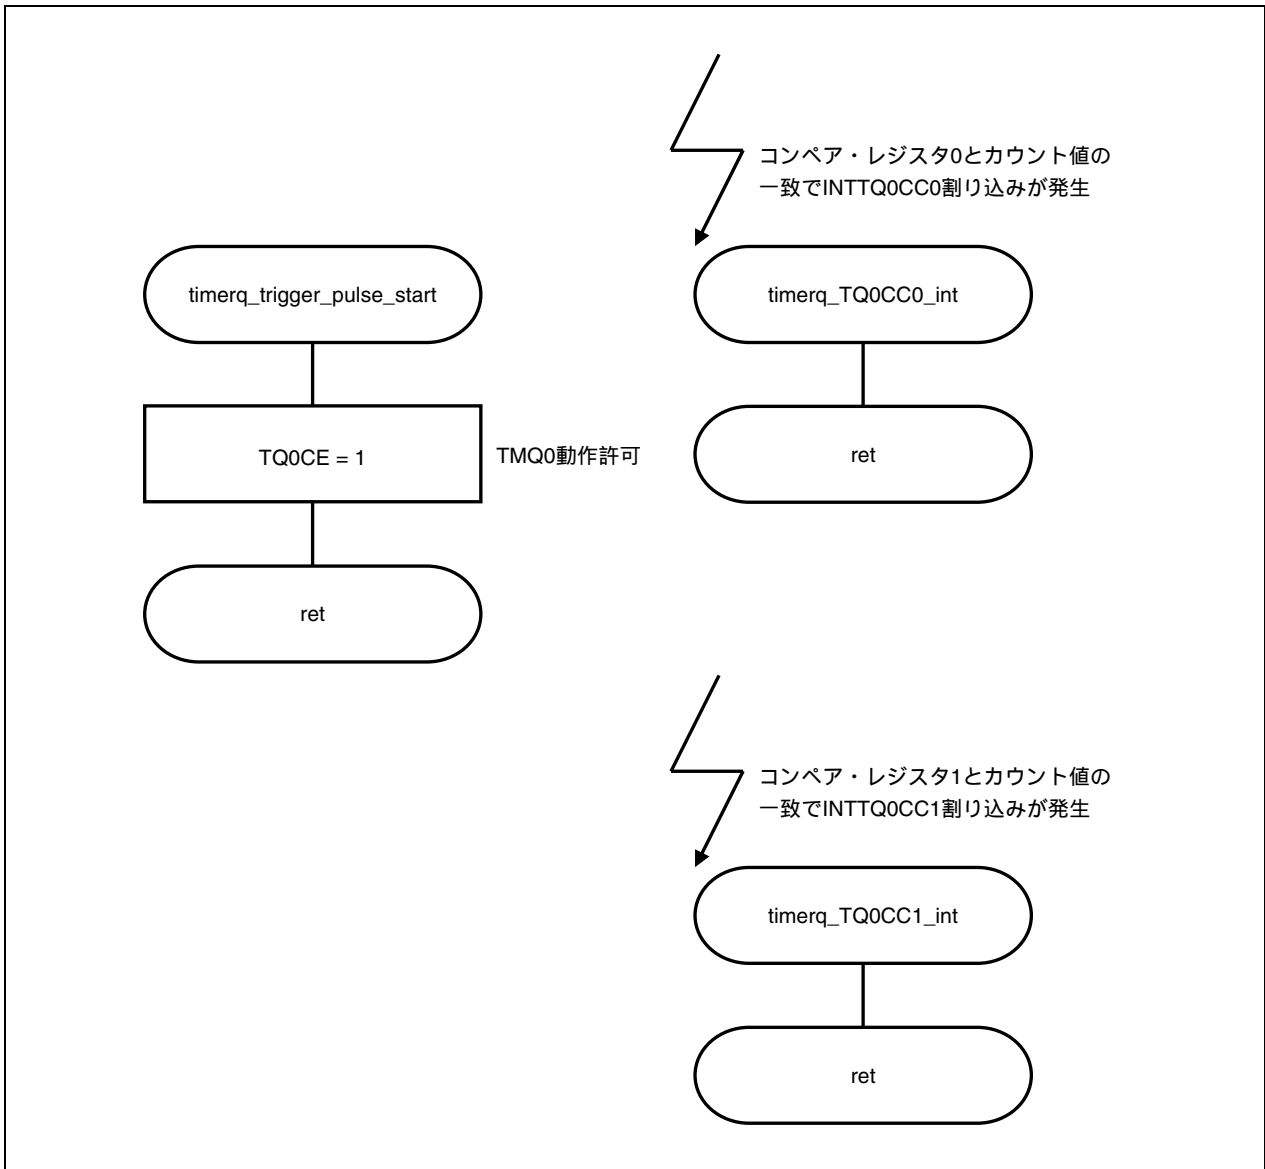 コンペア・レジスタ0とカウント値の
一致でINTTQ0CC0割り込みが発生
timerq_trigger_pulse_start
timerq_TQ0CC0_int
TQ0CE = 1
TMQ0動作許可
ret
ret
コンペア・レジスタ1とカウント値の
一致でINTTQ0CC1割り込みが発生
timerq_TQ0CC1_int
ret